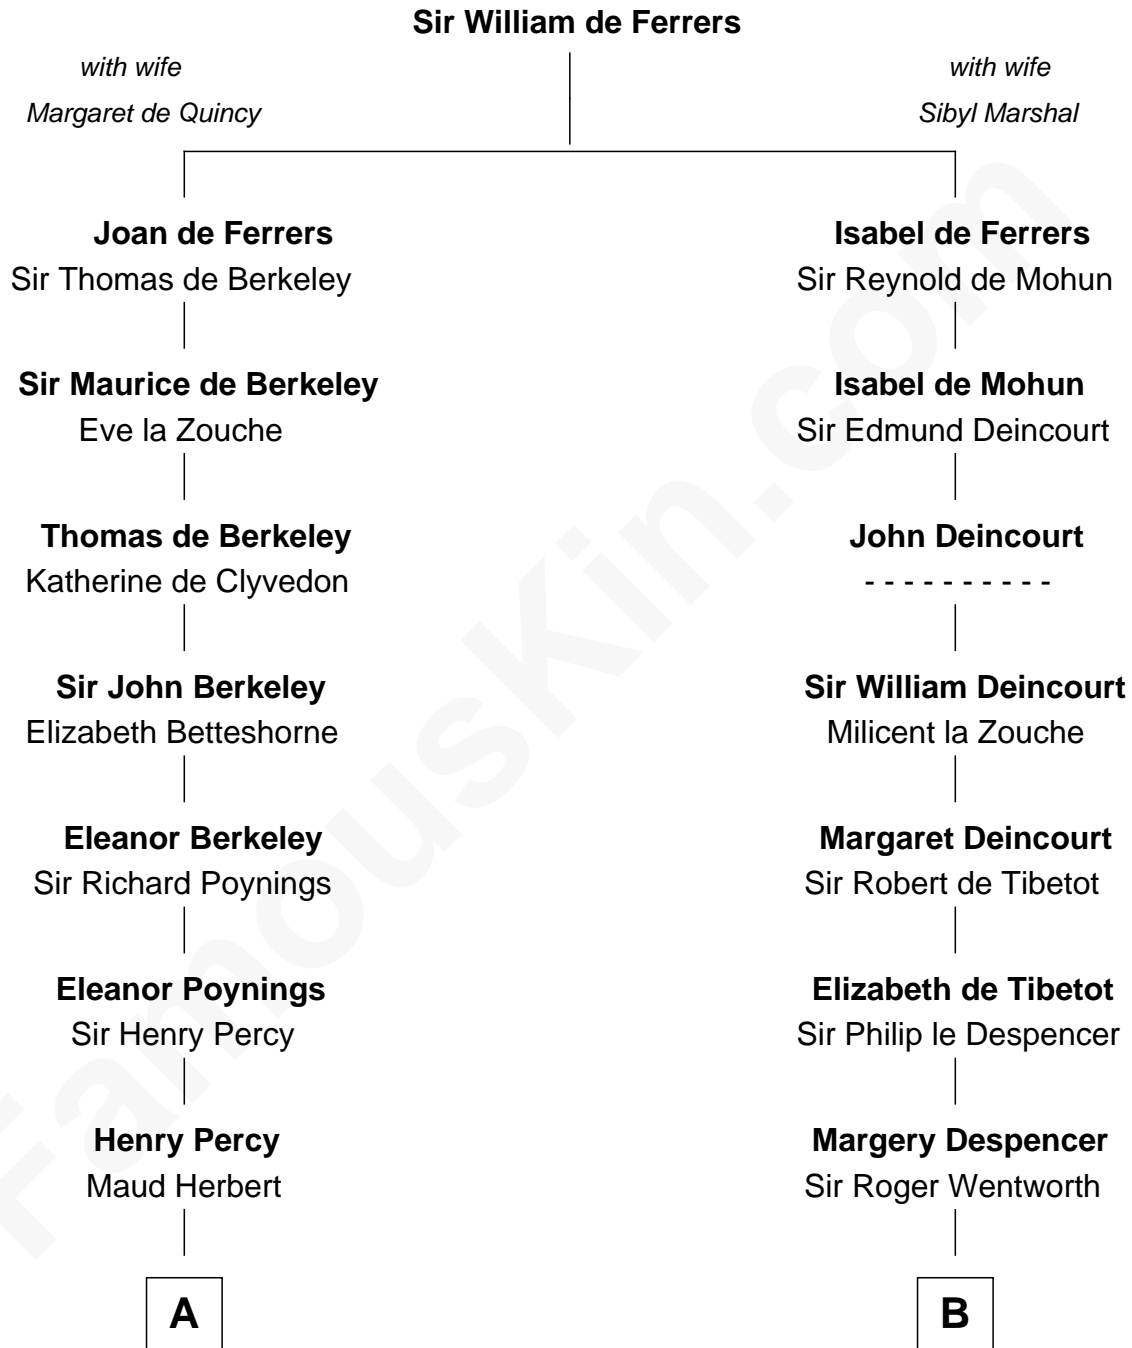 Sir William de Ferrers
with wife
Margaret de Quincy
with wife
Sibyl Marshal
Joan de Ferrers
Sir Thomas de Berkeley
Isabel de Ferrers
Sir Reynold de Mohun
Sir Maurice de Berkeley
Eve la Zouche
Isabel de Mohun
Sir Edmund Deincourt
Thomas de Berkeley
Katherine de Clyvedon
John Deincourt
- - - - - - - - - -
Sir John Berkeley
Elizabeth Betteshorne
Sir William Deincourt
Milicent la Zouche
Eleanor Berkeley
Sir Richard Poynings
Margaret Deincourt
Sir Robert de Tibetot
Eleanor Poynings
Sir Henry Percy
Elizabeth de Tibetot
Sir Philip le Despencer
Henry Percy
Maud Herbert
Margery Despencer
Sir Roger Wentworth
A
B
FamousKin.com